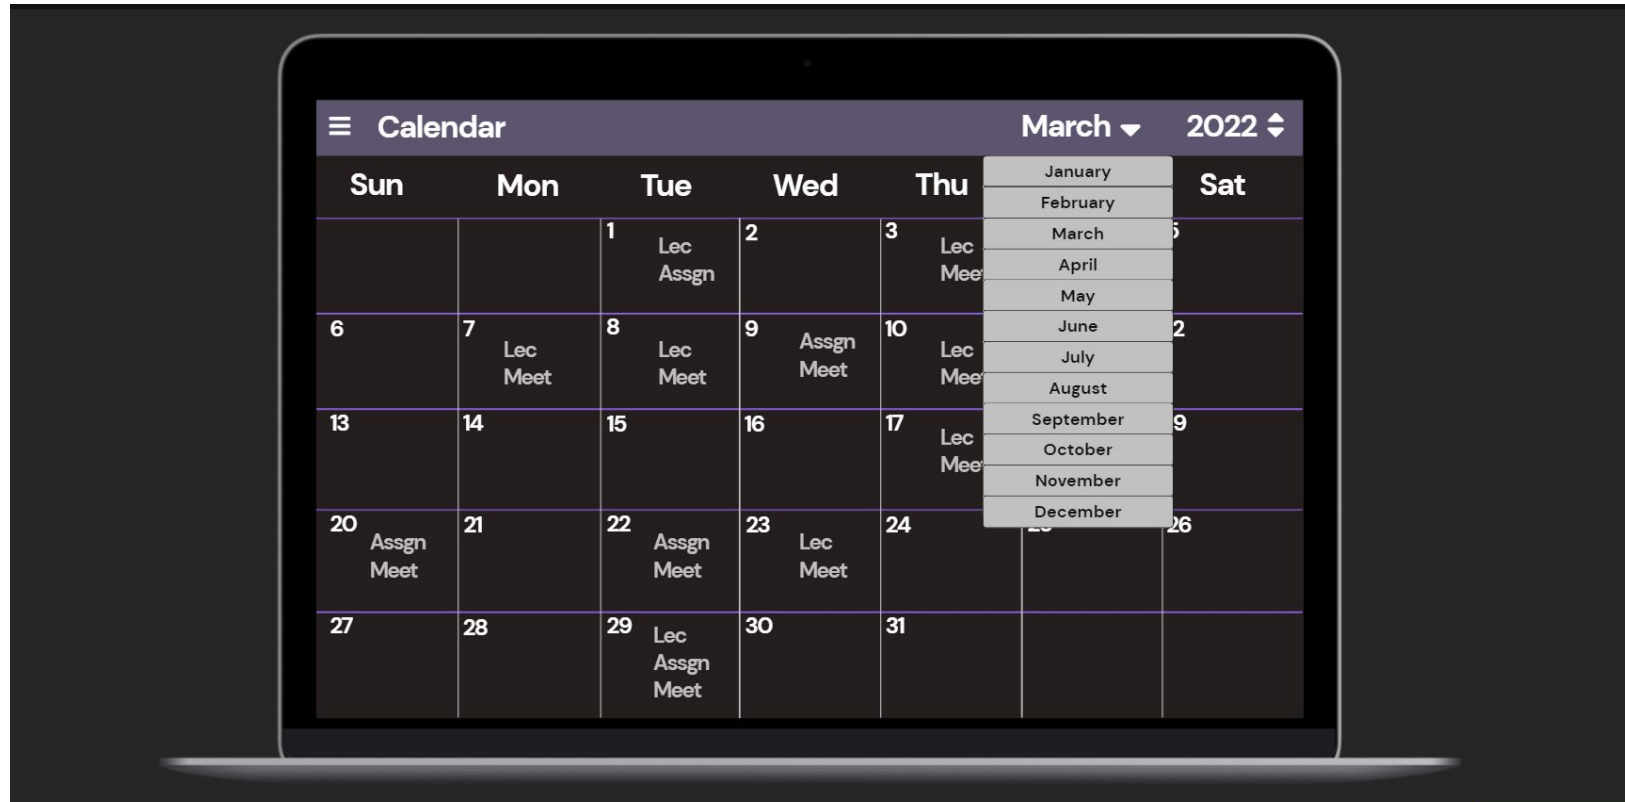 Calendar March 2022
Sun Mon Tue Wed Thu Sat
January
February
March
April
May
June
July
August
September
October
November
December
1 2 3
Lec Lec
Assgn
6 7 8 9 10
Lec Lec Assgn Lec
Meet Meet Meet
13 14 15 16 17
Lec
20 21 22 23 24 26
Assgn Assgn Lec
Meet Meet Meet
27 28 29 30 31
Lec
Assgn
Meet